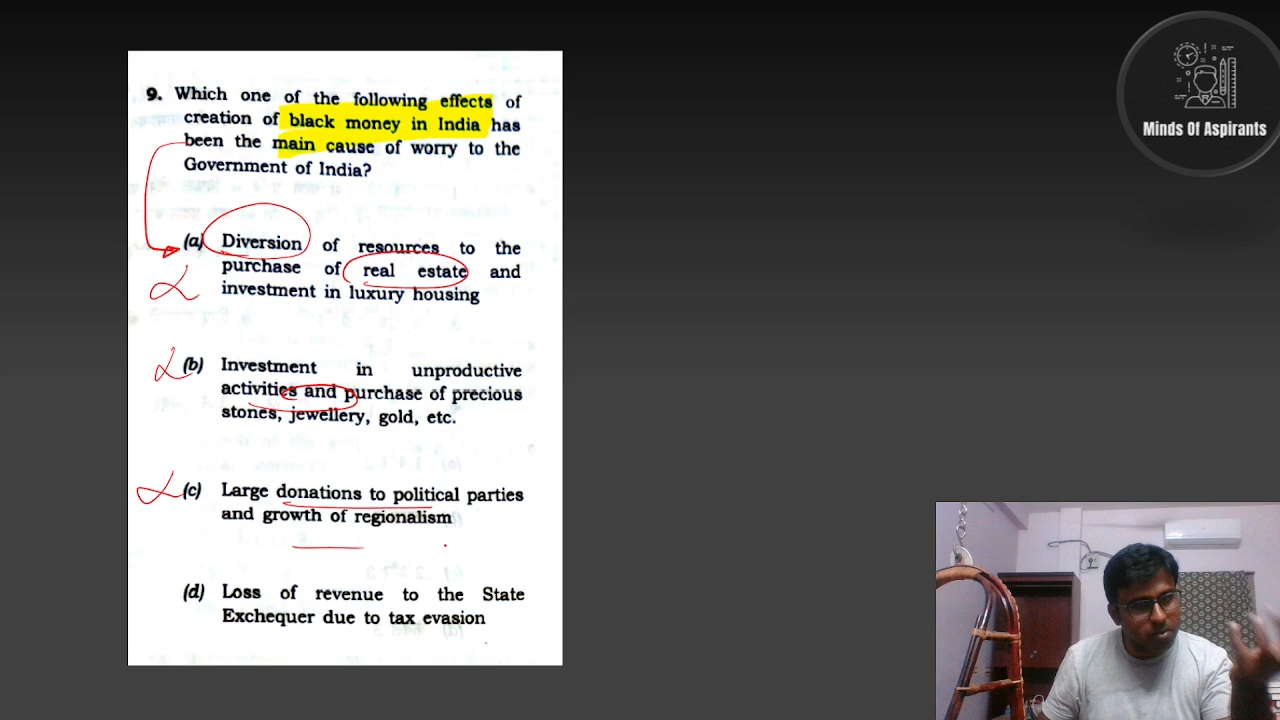 Minds Of Aspirants
9. Which one of the following effects of
creation of black money in India has
been the main cause of worry to the
Government of India?
(a) Diversion of resources to the
purchase of real estate and
investment in luxury housing
(b) Investment in unproductive
activities and purchase of precious
stones, jewellery, gold, etc.
(c) Large donations to political parties
and growth of regionalism
(d) Loss of revenue to the State
Exchequer due to tax evasion